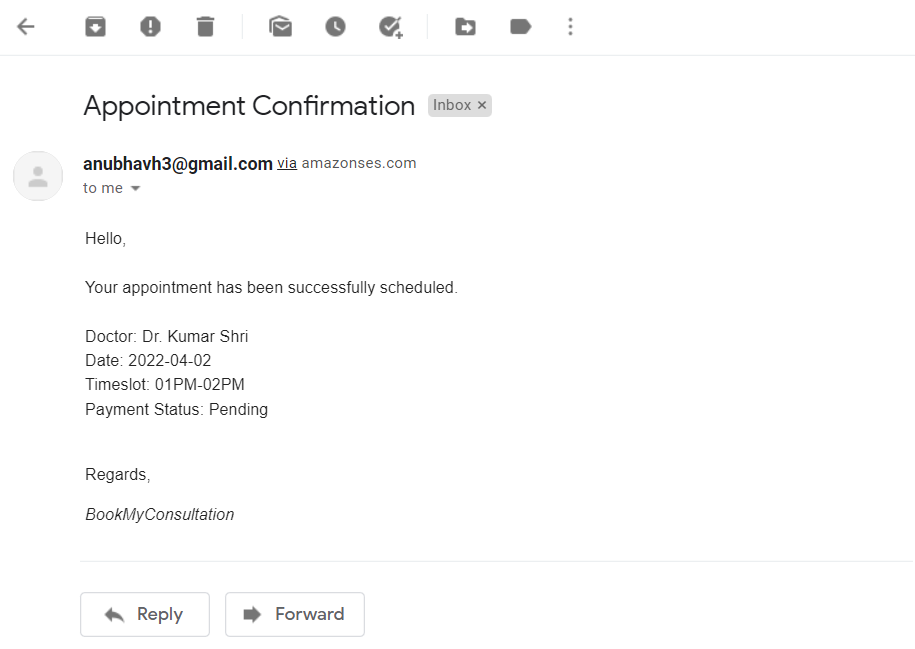 Appointment Confirmation Inbox ×
anubhavh3@gmail.com via amazonses.com
to me
Hello,
Your appointment has been successfully scheduled.
Doctor: Dr. Kumar Shri
Date: 2022-04-02
Timeslot: 01PM-02PM
Payment Status: Pending
Regards,
BookMyConsultation
Reply Forward